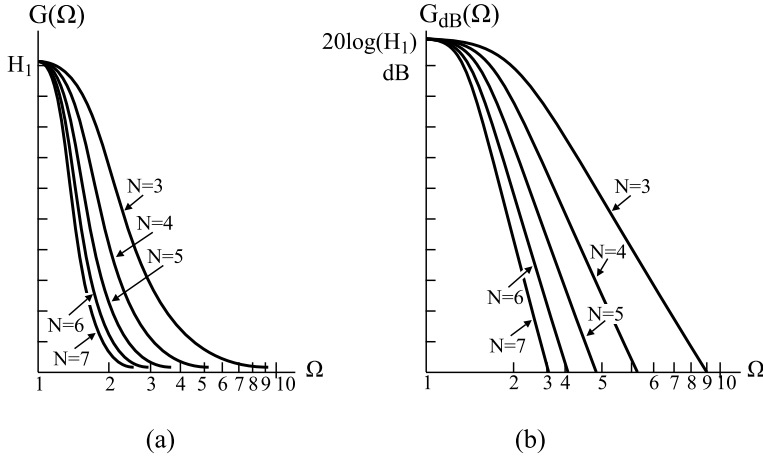 G(Ω)
H1
N=3
N=4
N=5
N=6
N=7
1 2 3 4 5 6 7 8 9 10 Ω
(a)
GdB(Ω)
20log(H1)
dB
N=3
N=4
N=5
N=6
N=7
1 2 3 4 5 6 7 8 9 10 Ω
(b)